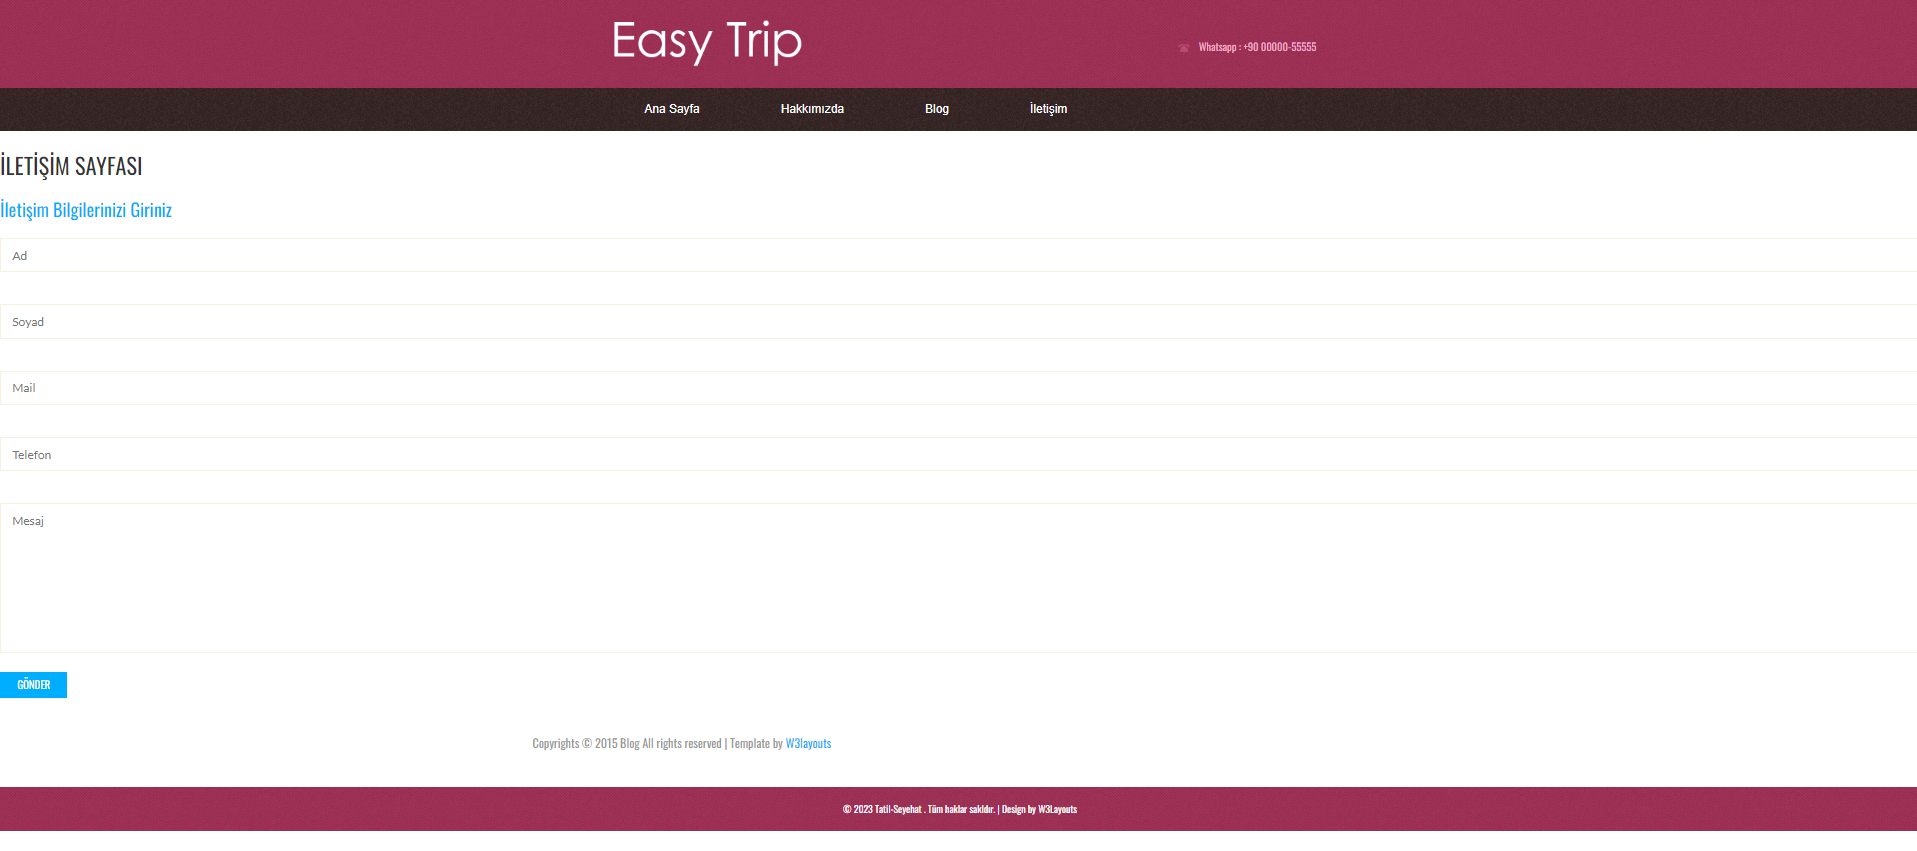 Easy Trip
Whatsapp : +90 00000-55555
Ana Sayfa
Hakkımızda
Blog
İletişim
İLETİŞİM SAYFASI
İletişim Bilgilerinizi Giriniz
Ad
Soyad
Mail
Telefon
Mesaj
GÖNDER
Copyrights © 2015 Blog All rights reserved | Template by W3layouts
© 2023 Tatil-Seyehat . Tüm haklar saklıdır. | Design by W3Layouts